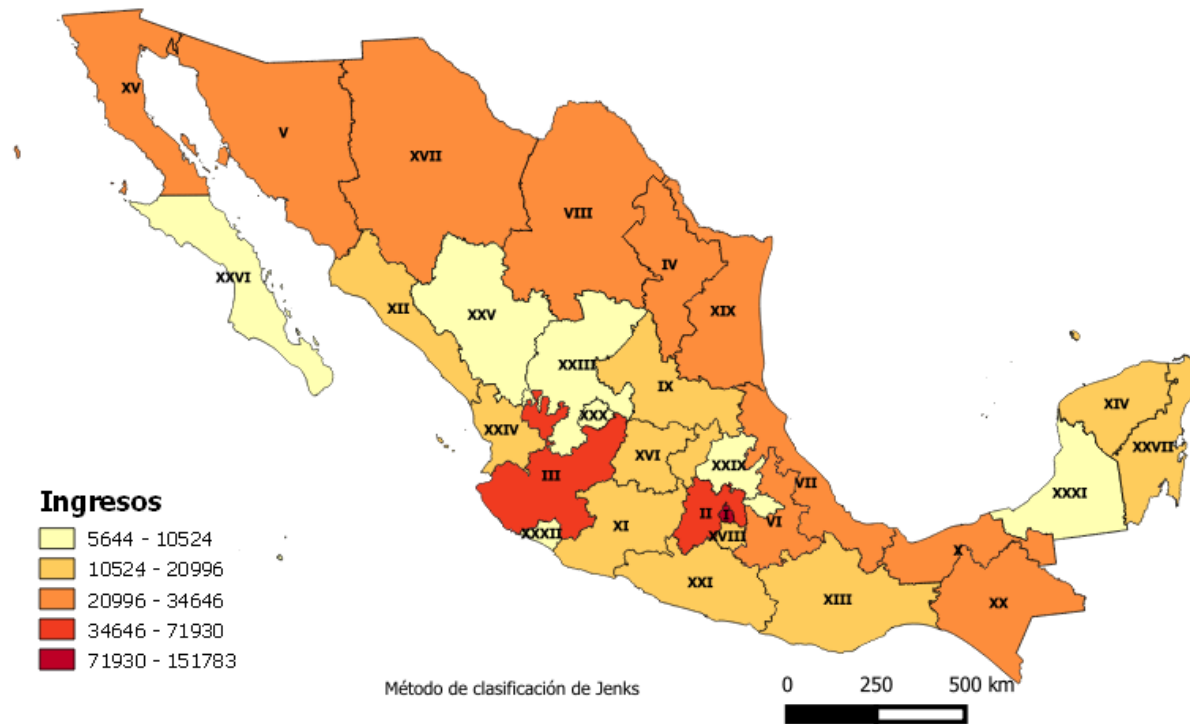 XV
V
XVII
VIII
IV
XXVI
XII
XIX
XXV
XXIII
IX
XXX
XXIV
XIV
XVI
XXIX
XXVII
III
VII
XXXI
II
I
VI
XXXII
XI
XVIII
X
XXI
XIII
XX
Ingresos
5644 - 10524
10524 - 20996
20996 - 34646
34646 - 71930
71930 - 151783
Método de clasificación de Jenks
0 250 500 km